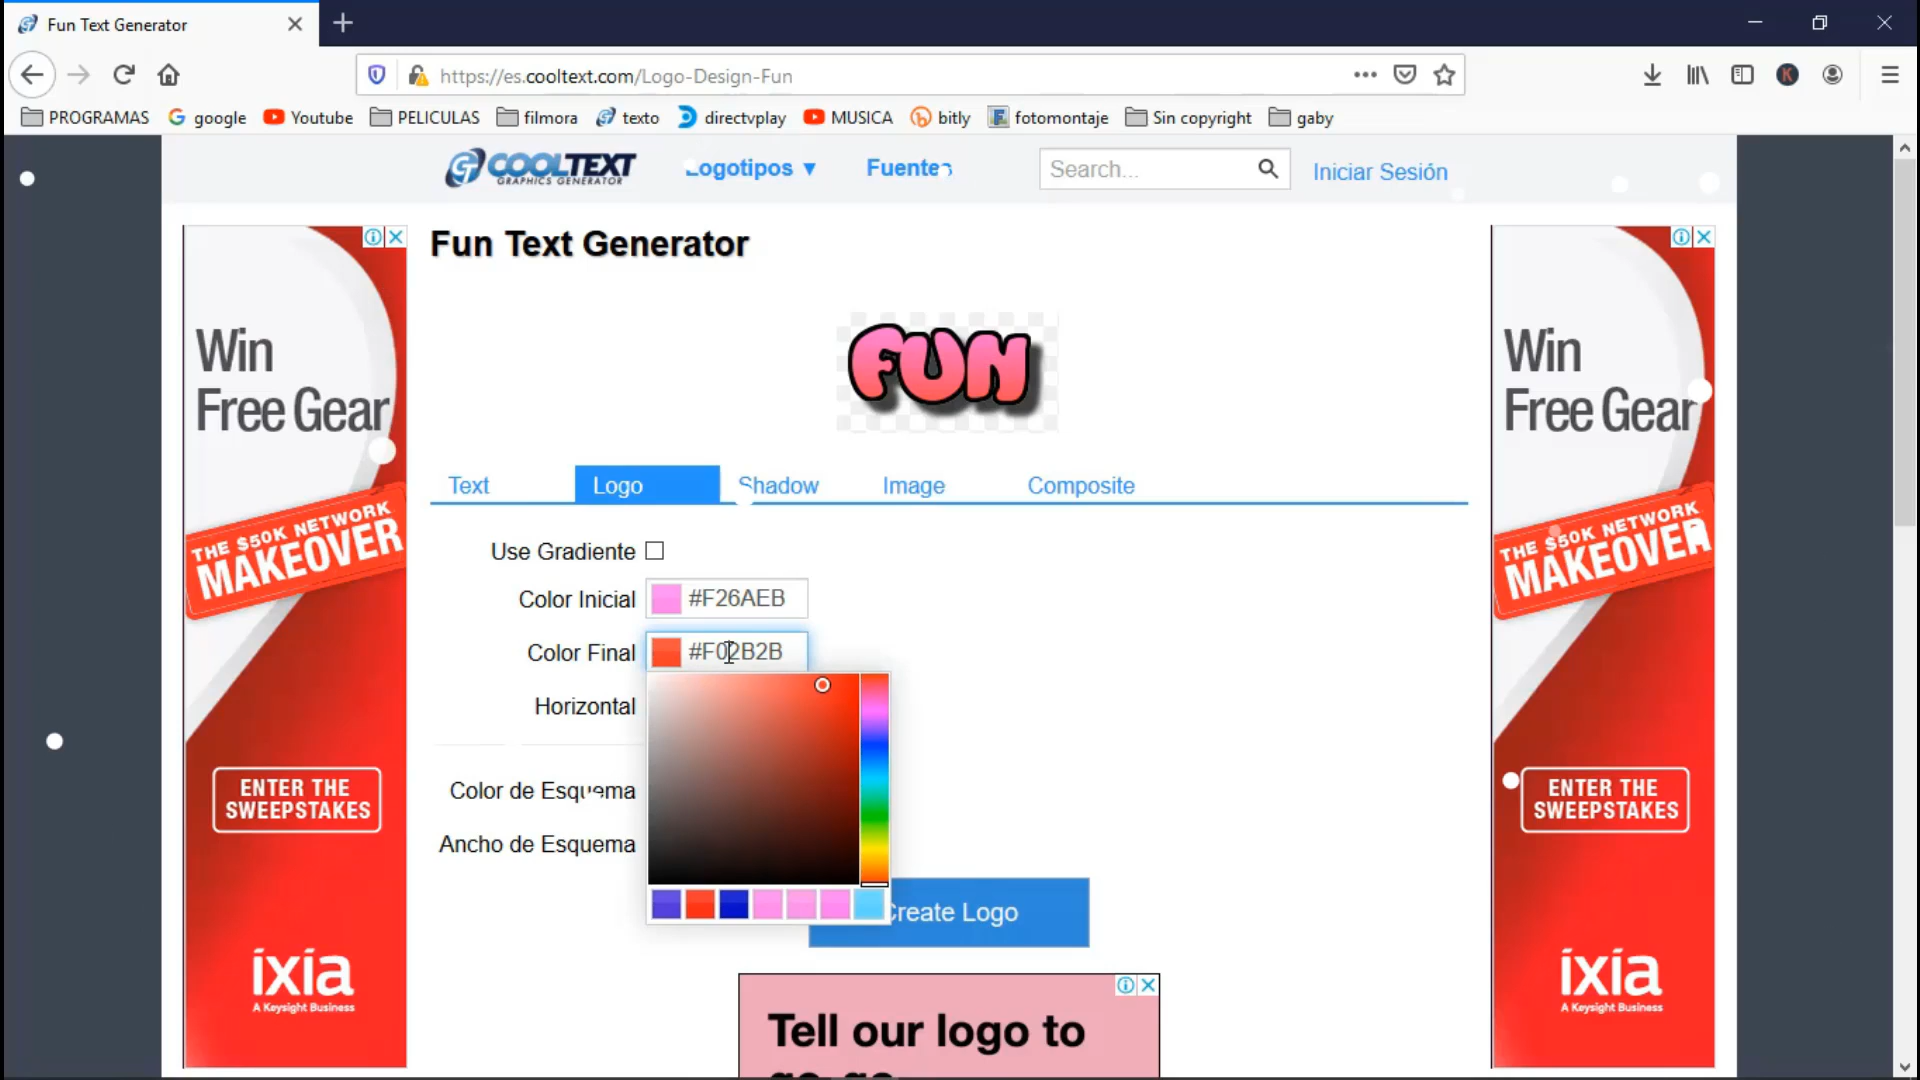 Fun Text Generator
https://es.cooltext.com/Logo-Design-Fun
PROGRAMAS google Youtube PELICULAS filmora texto directvplay MUSICA bitly fotomontaje Sin copyright gaby
COOLTEXT
GRAPHICS GENERATOR
Logotipos ▼ Fuentes Search... Iniciar Sesión
Fun Text Generator
FUN
Text Logo Shadow Image Composite
Use Gradiente
Color Inicial #F26AEB
Color Final #F02B2B
Horizontal
Color de Esquema
Ancho de Esquema
Create Logo
Tell our logo to
Win
Free Gear
THE $50K NETWORK
MAKEOVER
ENTER THE
SWEEPSTAKES
ixia
A Keysight Business
Win
Free Gear
THE $50K NETWORK
MAKEOVER
ENTER THE
SWEEPSTAKES
ixia
A Keysight Business